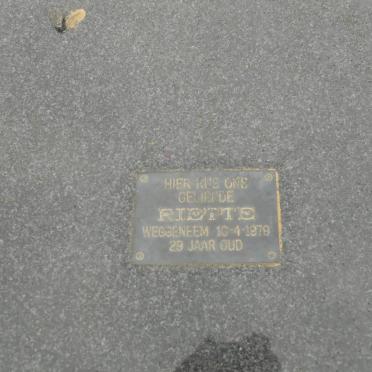 HIER RUS ONS
GELIEFDE
RIETTE
WEGGENEEM 10-4-1979
29 JAAR OUD